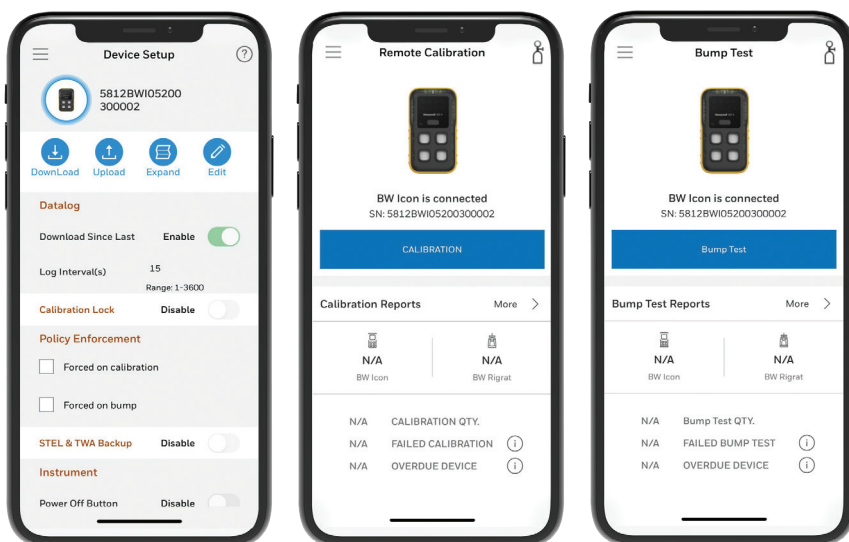 Device Setup
5812BWI05200
300002
DownLoad Upload Expand Edit
Datalog
Download Since Last Enable
Log Interval(s) 15
Range: 1-3600
Calibration Lock Disable
Policy Enforcement
Forced on calibration
Forced on bump
STEL & TWA Backup Disable
Instrument
Power Off Button Disable
Remote Calibration
BW Icon is connected
SN: 5812BWI05200300002
CALIBRATION
Calibration Reports More
N/A N/A
BW Icon BW Rigrat
N/A CALIBRATION QTY.
N/A FAILED CALIBRATION
N/A OVERDUE DEVICE
Bump Test
BW Icon is connected
SN: 5812BWI05200300002
Bump Test
Bump Test Reports More
N/A N/A
BW Icon BW Rigrat
N/A Bump Test QTY.
N/A FAILED BUMP TEST
N/A OVERDUE DEVICE